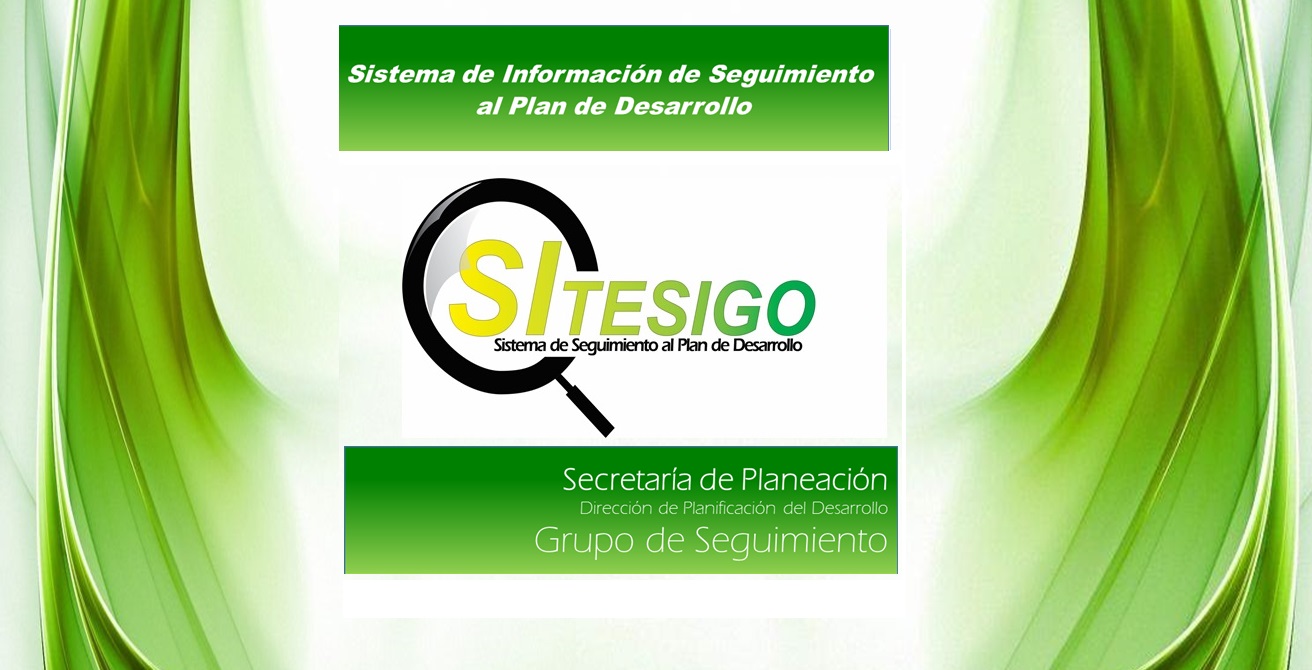 Sistema de Información de Seguimiento
al Plan de Desarrollo
SITESIGO
Sistema de Seguimiento al Plan de Desarrollo
Secretaría de Planeación
Dirección de Planificación del Desarrollo
Grupo de Seguimiento